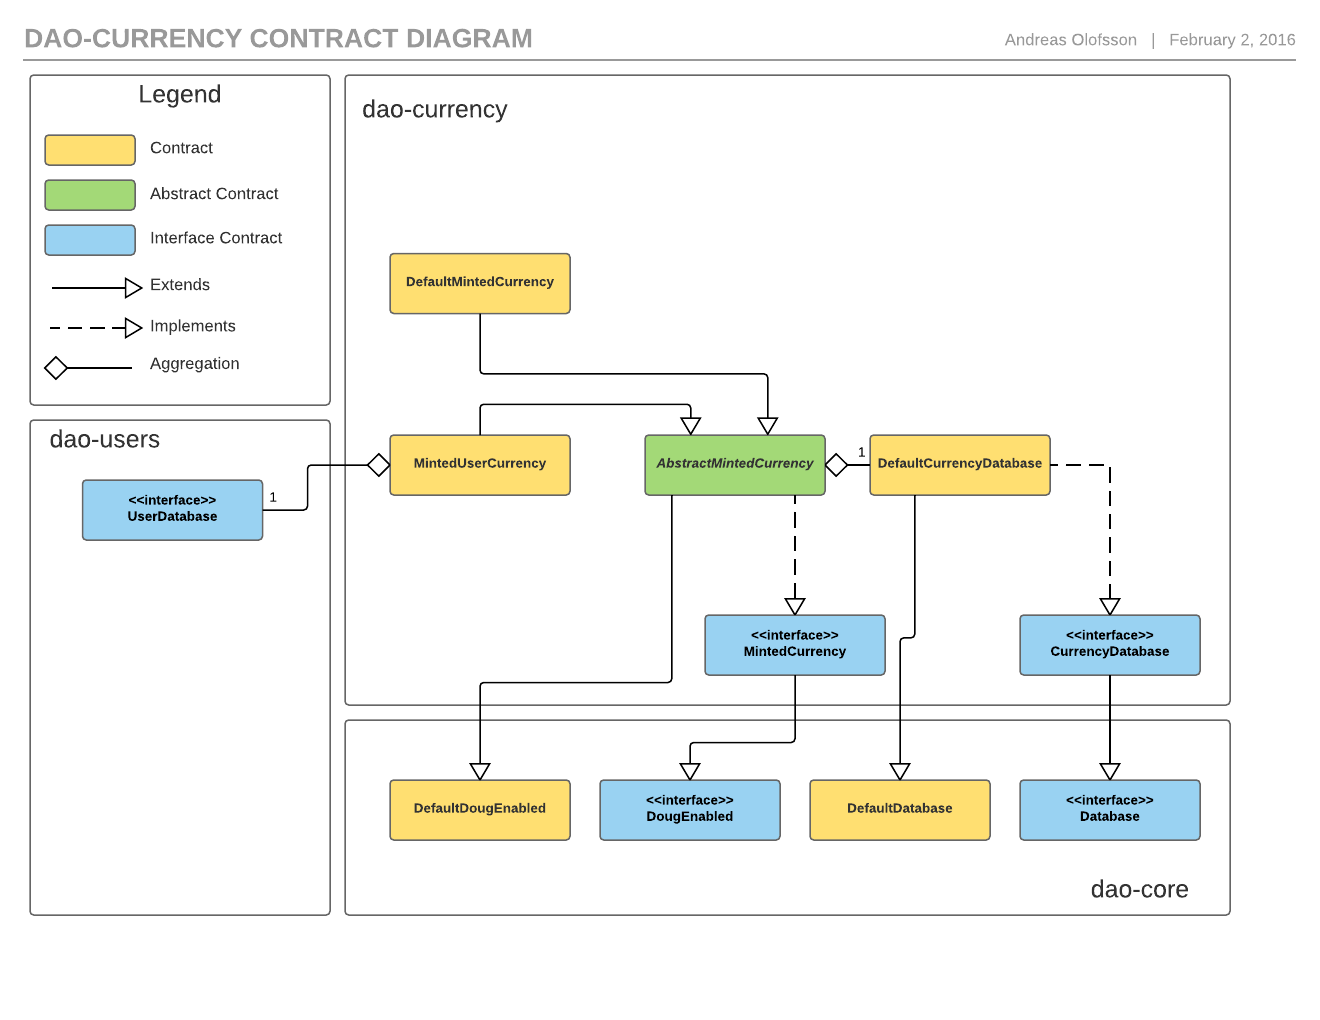 DAO-CURRENCY CONTRACT DIAGRAM
Andreas Olofsson | February 2, 2016
Legend
Contract
Abstract Contract
Interface Contract
Extends
Implements
Aggregation
dao-users
<<interface>>
UserDatabase
1
dao-currency
DefaultMintedCurrency
MintedUserCurrency
AbstractMintedCurrency
1
DefaultCurrencyDatabase
<<interface>>
MintedCurrency
<<interface>>
CurrencyDatabase
DefaultDougEnabled
<<interface>>
DougEnabled
DefaultDatabase
<<interface>>
Database
dao-core